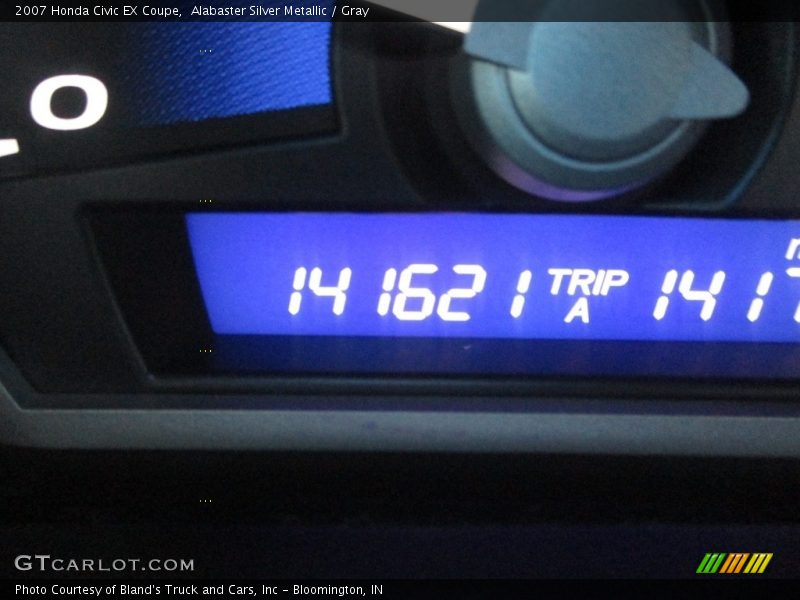 2007 Honda Civic EX Coupe,  Alabaster Silver Metallic / Gray
0
141621 TRIP A 141
GTCARLOT.COM
Photo Courtesy of Bland's Truck and Cars, Inc - Bloomington, IN